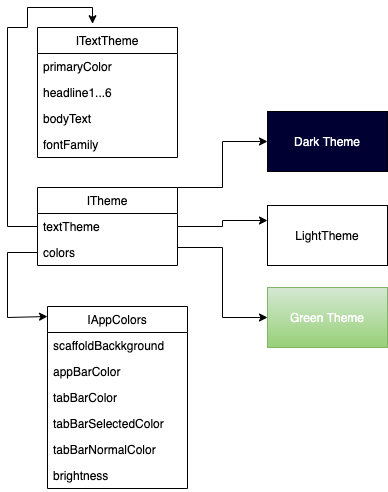 ITextTheme
primaryColor
headline1...6
bodyText
fontFamily
Dark Theme
ITheme
textTheme
colors
LightTheme
Green Theme
IAppColors
scaffoldBackkground
appBarColor
tabBarColor
tabBarSelectedColor
tabBarNormalColor
brightness